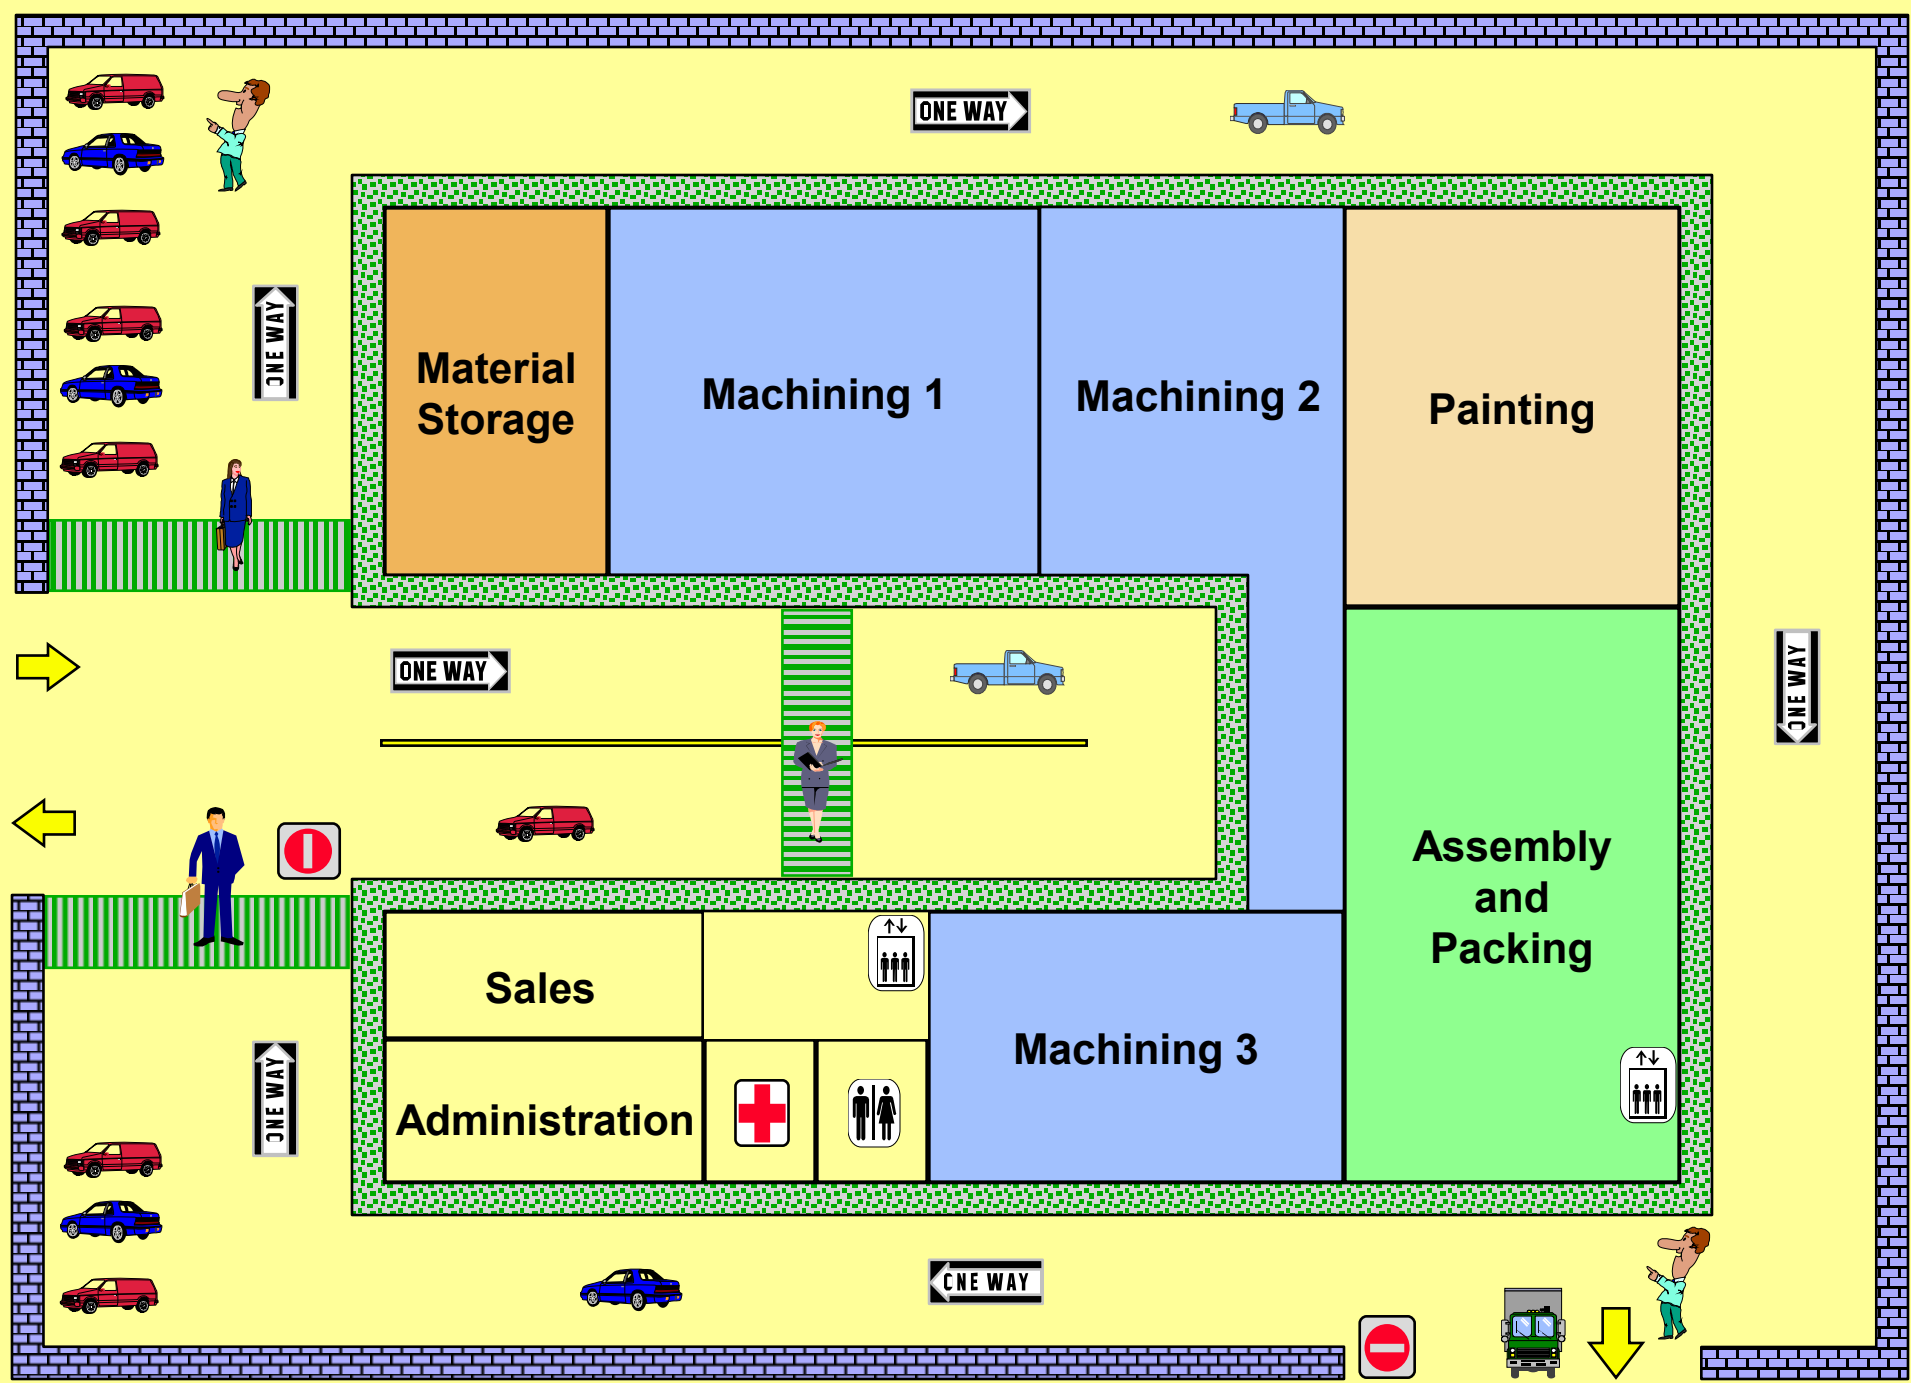 ONE WAY
ONE WAY
Material
Storage
Machining 1
Machining 2
Painting
ONE WAY
ONE WAY
Assembly
and
Packing
Sales
Administration
Machining 3
ONE WAY
ONE WAY